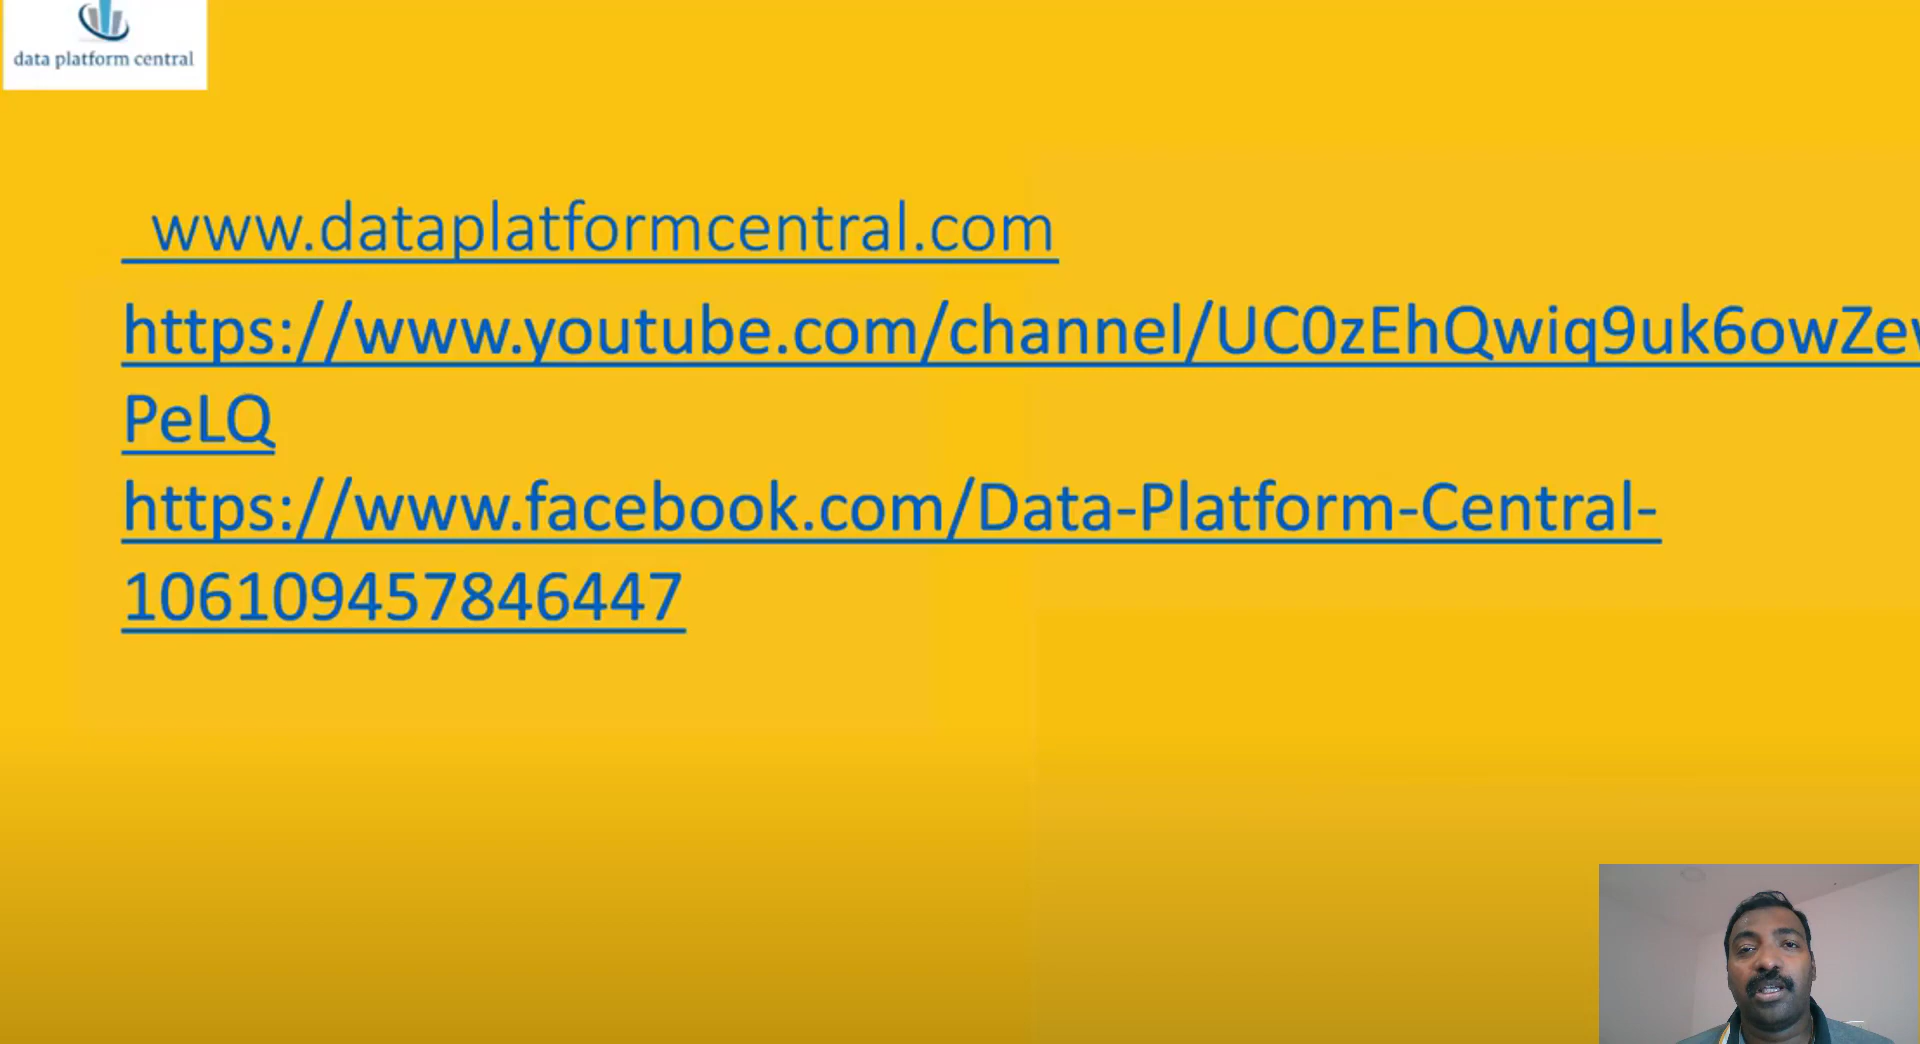 data platform central
www.dataplatformcentral.com
https://www.youtube.com/channel/UC0zEhQwiq9uk6owZev
PeLQ
https://www.facebook.com/Data-Platform-Central-
106109457846447